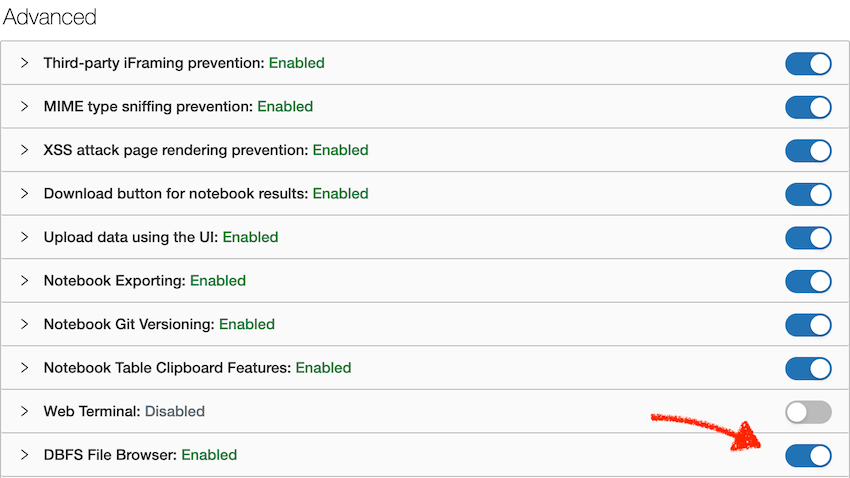 Advanced
Third-party iFraming prevention: Enabled
MIME type sniffing prevention: Enabled
XSS attack page rendering prevention: Enabled
Download button for notebook results: Enabled
Upload data using the UI: Enabled
Notebook Exporting: Enabled
Notebook Git Versioning: Enabled
Notebook Table Clipboard Features: Enabled
Web Terminal: Disabled
DBFS File Browser: Enabled